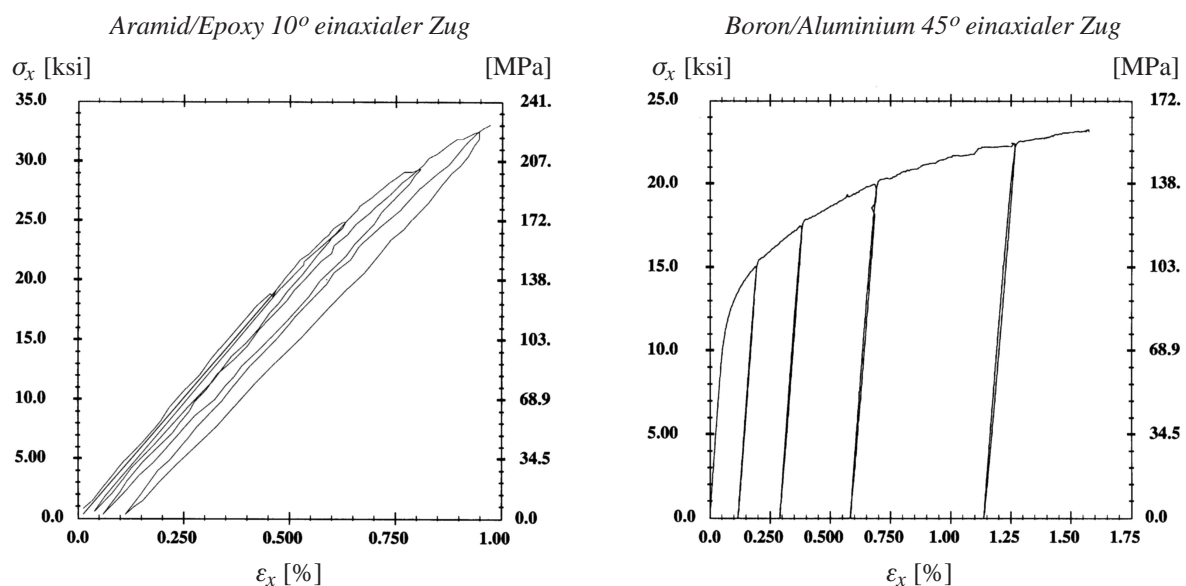 Aramid/Epoxy 10º einaxialer Zug
σx [ksi] [MPa]
35.0 241.
30.0 207.
25.0 172.
20.0 138.
15.0 103.
10.0 68.9
5.00 34.5
0.0 0.0
0.0 0.250 0.500 0.750 1.00
εx [%]
Boron/Aluminium 45º einaxialer Zug
σx [ksi] [MPa]
25.0 172.
20.0 138.
15.0 103.
10.0 68.9
5.00 34.5
0.0 0.0
0.0 0.250 0.500 0.750 1.00 1.25 1.50 1.75
εx [%]